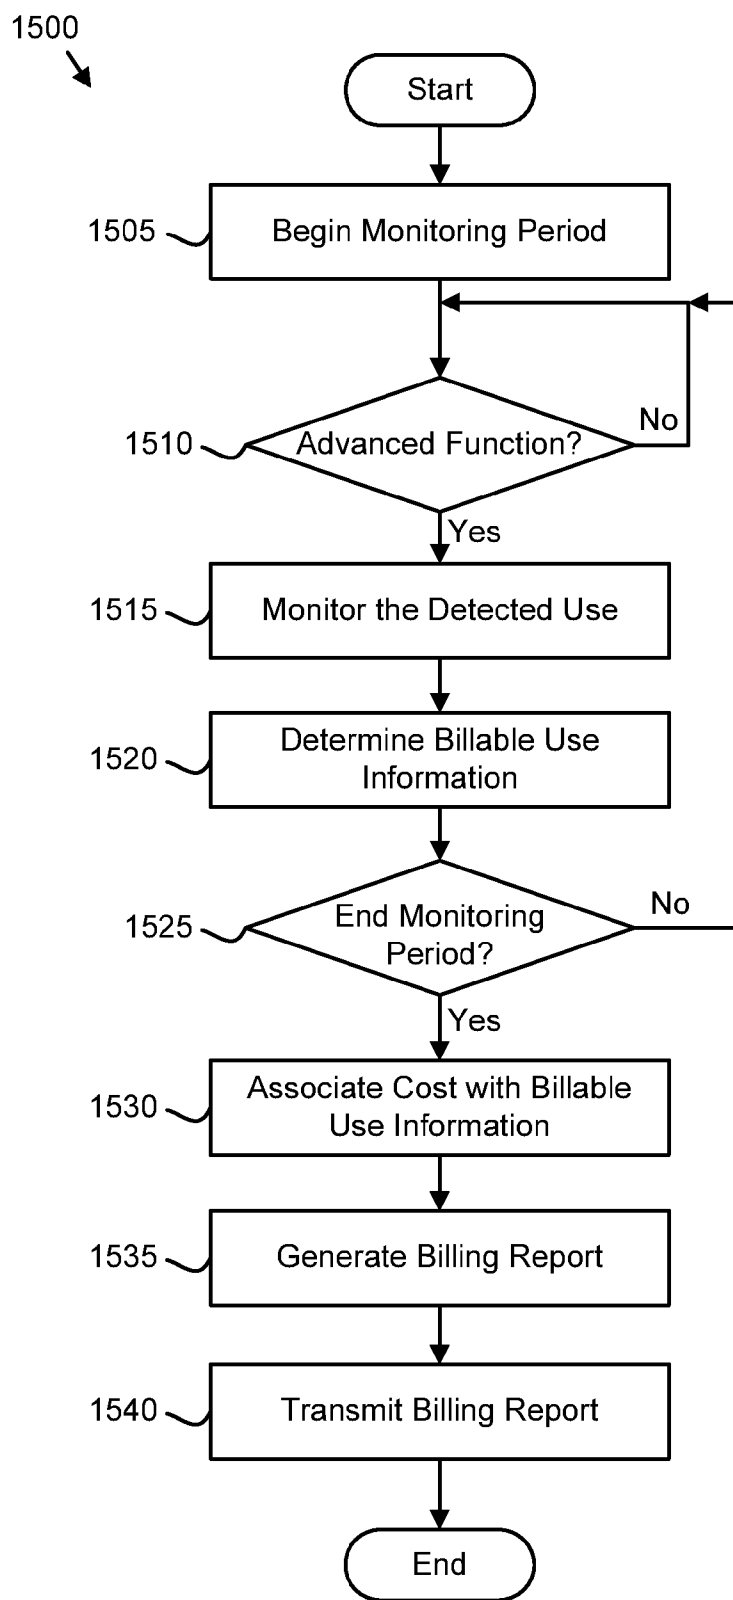 1500
Start
1505
Begin Monitoring Period
1510
Advanced Function?
No
Yes
1515
Monitor the Detected Use
1520
Determine Billable Use
Information
1525
End Monitoring
Period?
No
Yes
1530
Associate Cost with Billable
Use Information
1535
Generate Billing Report
1540
Transmit Billing Report
End